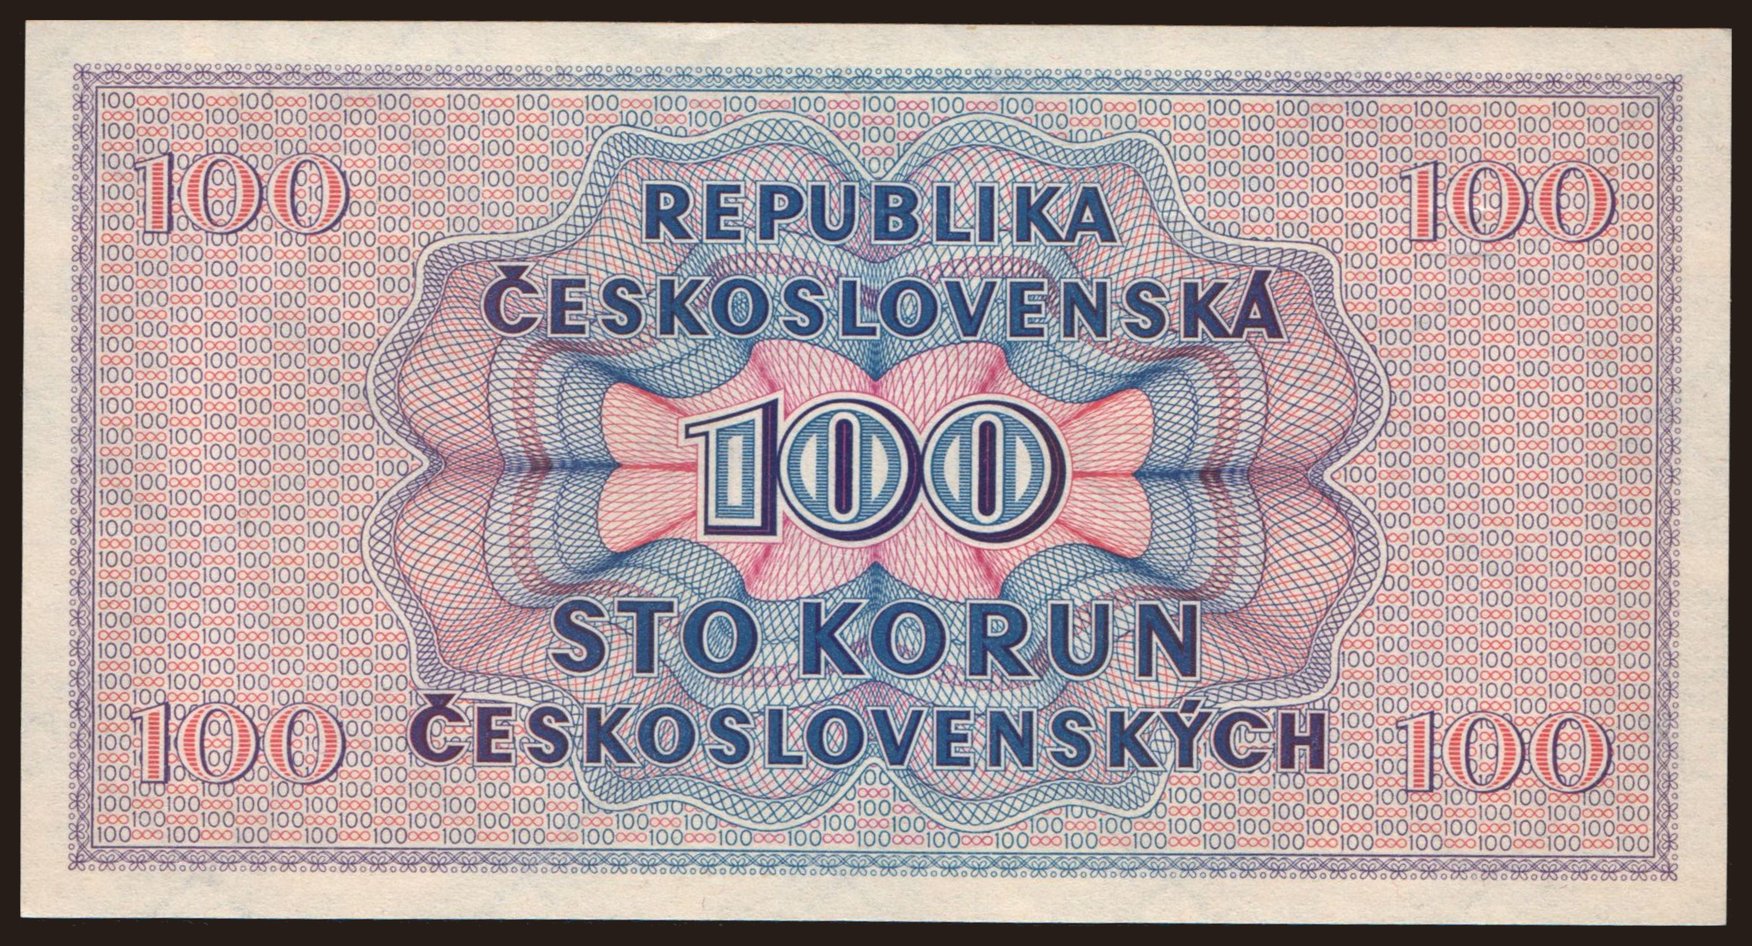 100 100
REPUBLIKA
ČESKOSLOVENSKÁ
100
STO KORUN
ČESKOSLOVENSKÝCH
100 100